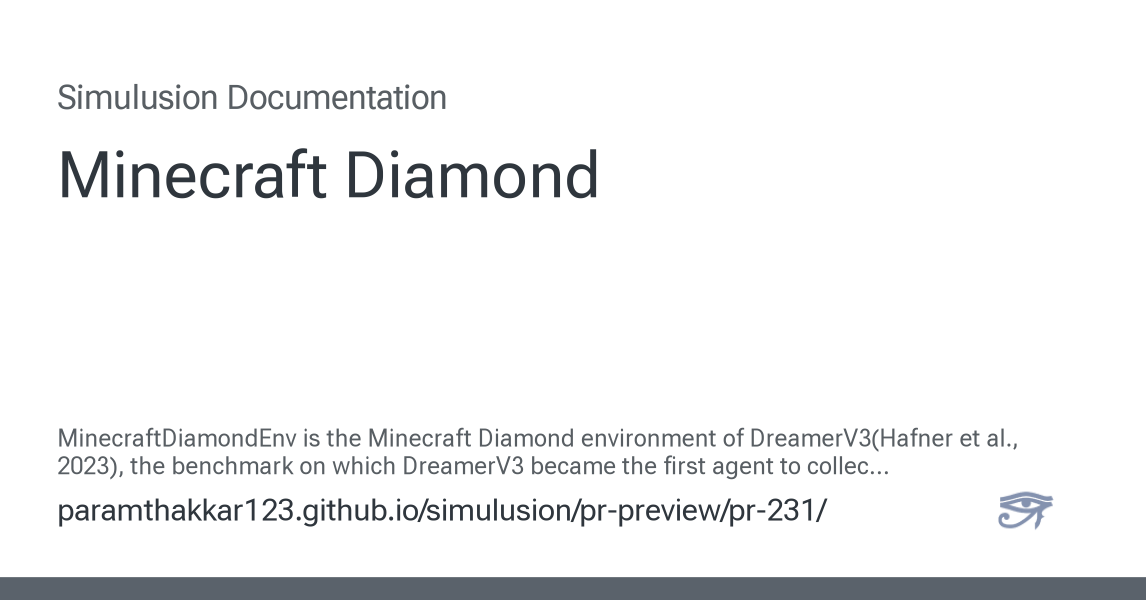 Simulusion Documentation
Minecraft Diamond
MinecraftDiamondEnv is the Minecraft Diamond environment of DreamerV3(Hafner et al.,
2023), the benchmark on which DreamerV3 became the first agent to collec...
paramthakkar123.github.io/simulusion/pr-preview/pr-231/